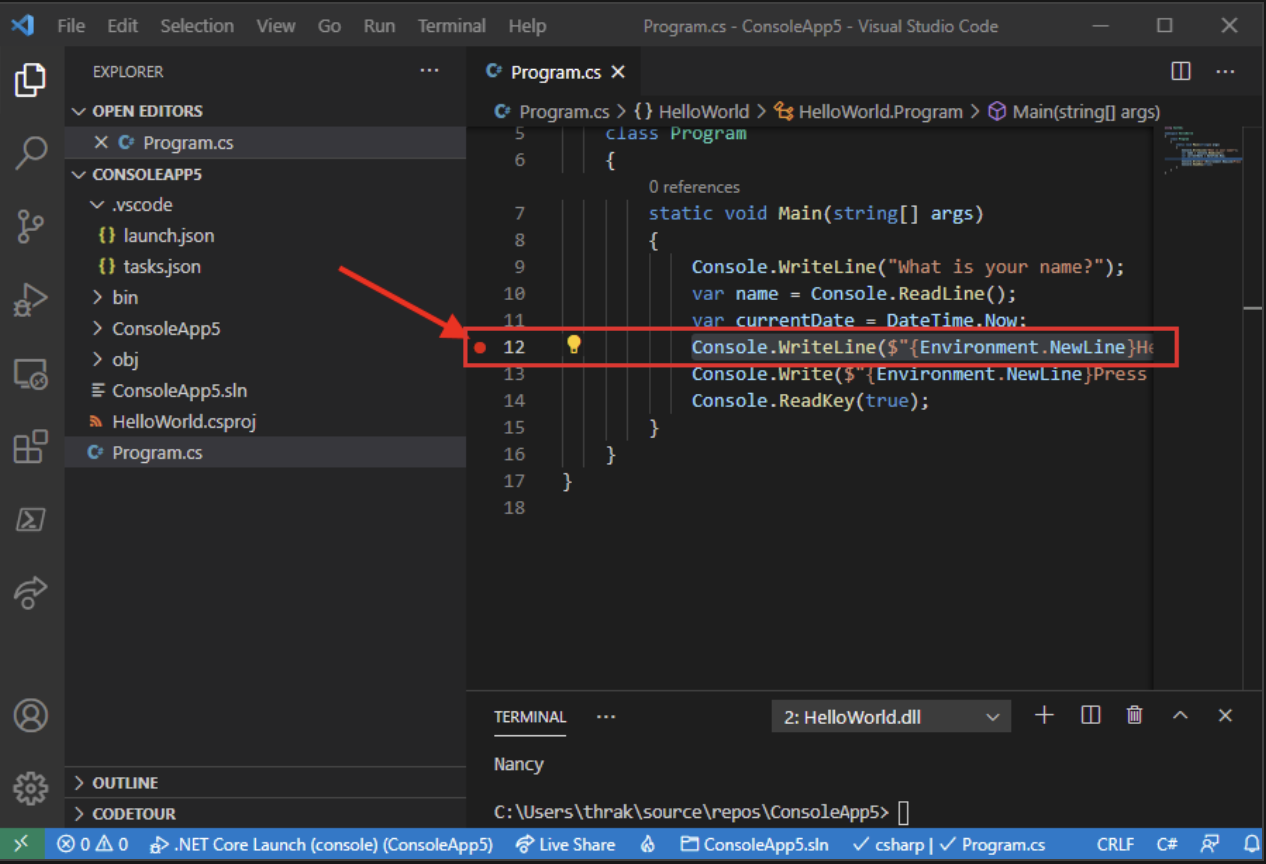 File Edit Selection View Go Run Terminal Help Program.cs - ConsoleApp5 - Visual Studio Code
EXPLORER
OPEN EDITORS
Program.cs
CONSOLEAPP5
.vscode
{} launch.json
{} tasks.json
bin
ConsoleApp5
obj
ConsoleApp5.sln
HelloWorld.csproj
C# Program.cs
C# Program.cs
C# Program.cs > {} HelloWorld > HelloWorld.Program > Main(string[] args)
5 class Program
6 {
0 references
7 static void Main(string[] args)
8 {
9 Console.WriteLine("What is your name?");
10 var name = Console.ReadLine();
11 var currentDate = DateTime.Now;
12 Console.WriteLine($"{Environment.NewLine}He
13 Console.Write($"{Environment.NewLine}Press
14 Console.ReadKey(true);
15 }
16 }
17 }
18
TERMINAL 2: HelloWorld.dll
Nancy
C:\Users\thrak\source\repos\ConsoleApp5>
OUTLINE
CODETOUR
0 0 .NET Core Launch (console) (ConsoleApp5) Live Share ConsoleApp5.sln csharp | Program.cs CRLF C#